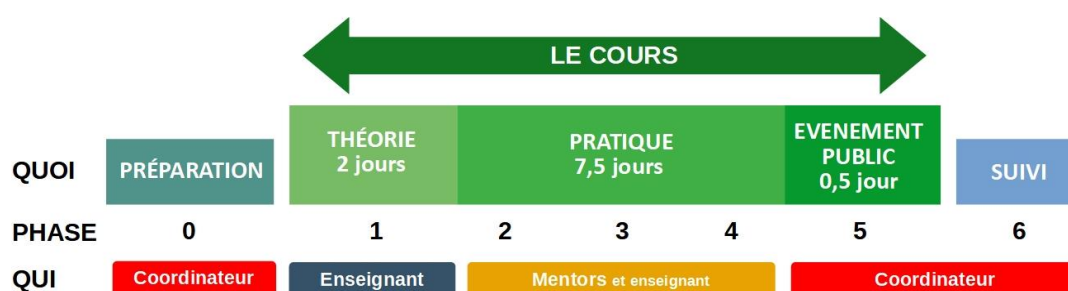 LE COURS
QUOI
PRÉPARATION
THÉORIE
2 jours
PRATIQUE
7,5 jours
EVENEMENT
PUBLIC
0,5 jour
SUIVI
PHASE 0 1 2 3 4 5 6
QUI Coordinateur Enseignant Mentors et enseignant Coordinateur